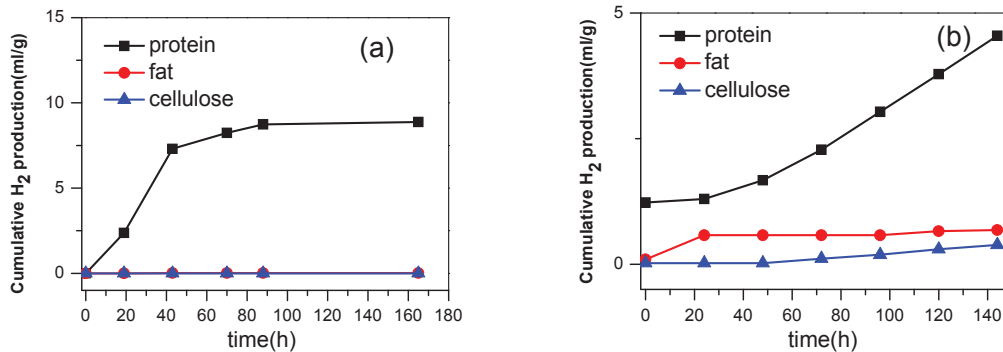 15
10
5
0
Cumulative H2 production(ml/g)
protein
fat
cellulose
(a)
0 20 40 60 80 100 120 140 160 180
time(h)
5
0
Cumulative H2 production(ml/g)
protein
fat
cellulose
(b)
0 20 40 60 80 100 120 140
time(h)